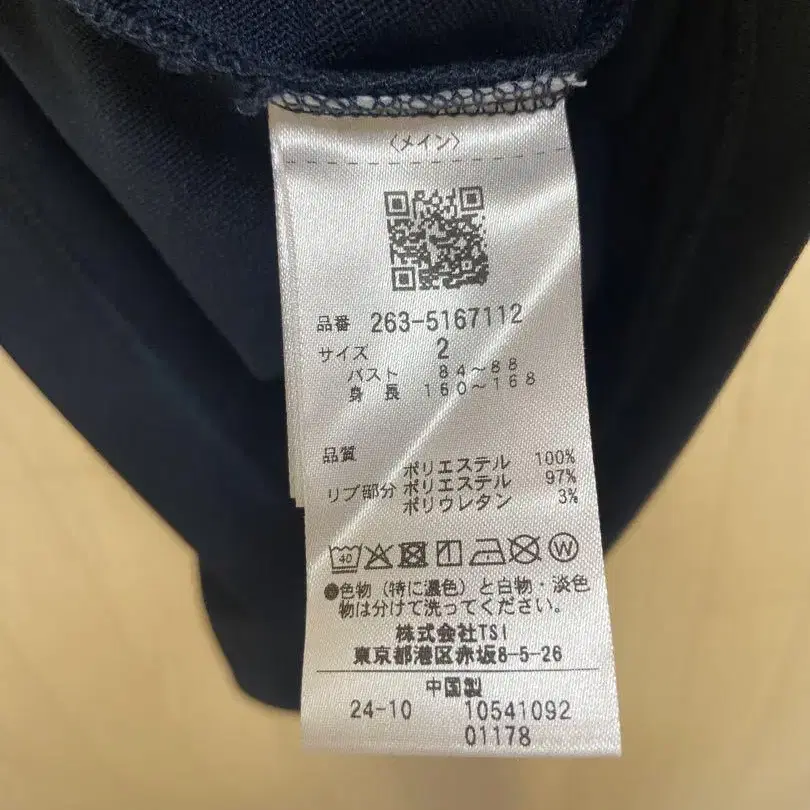 〈メイン〉
品番 263-5167112
サイズ 2
バスト 84～88
身長 160～168
品質
ポリエステル 100%
リブ部分 ポリエステル 97%
ポリウレタン 3%
40
W
●色物（特に濃色）と白物・淡色
物は分けて洗ってください。
株式会社TSI
東京都港区赤坂8-5-26
中国製
24-10 10541092
01178